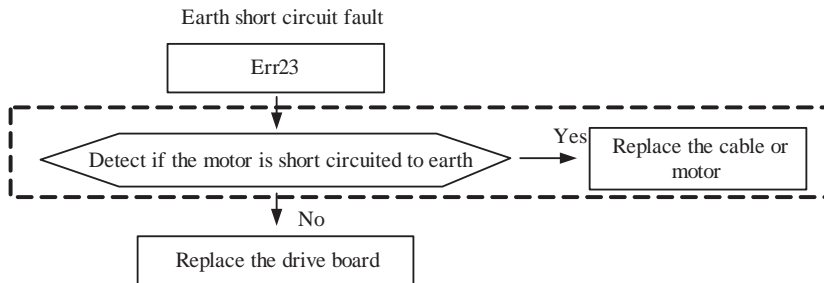 Earth short circuit fault
Err23
Detect if the motor is short circuited to earth
Yes
Replace the cable or
motor
No
Replace the drive board